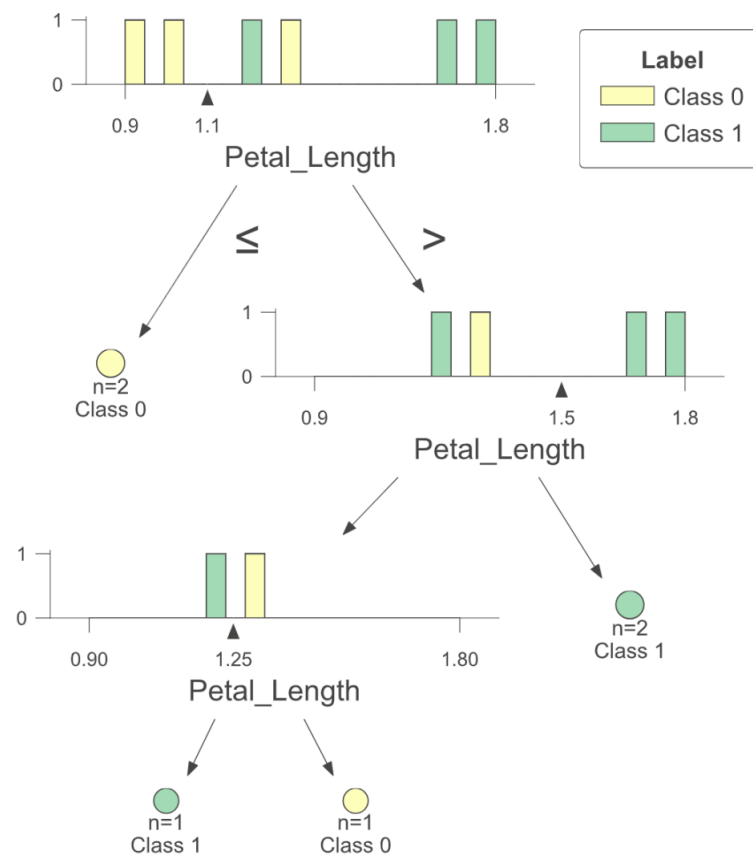 1
0
0.9 1.1 1.8
Petal_Length
Label
Class 0
Class 1
≤ >
1
0
0.9 1.5 1.8
Petal_Length
n=2
Class 0
1
0
0.90 1.25 1.80
Petal_Length
n=2
Class 1
n=1
Class 1
n=1
Class 0